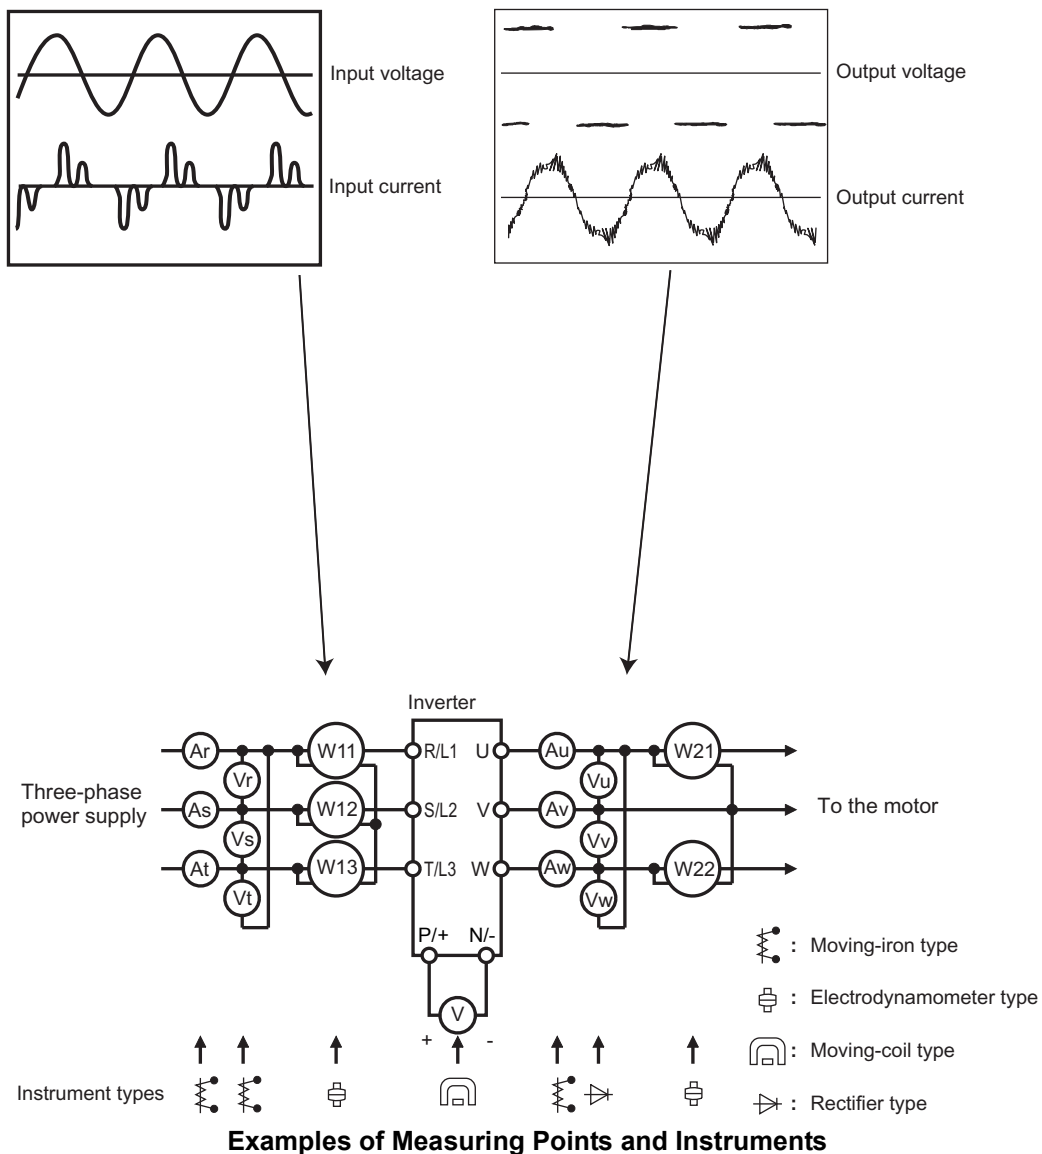 Input voltage
Input current
Output voltage
Output current
Inverter
Three-phase
power supply
Ar
Vr
As
Vs
At
Vt
W11
W12
W13
R/L1
S/L2
T/L3
U
V
W
P/+
N/-
V
+
-
Au
Vu
Av
Vv
Aw
Vw
W21
W22
To the motor
: Moving-iron type
: Electrodynamometer type
: Moving-coil type
: Rectifier type
Instrument types
Examples of Measuring Points and Instruments